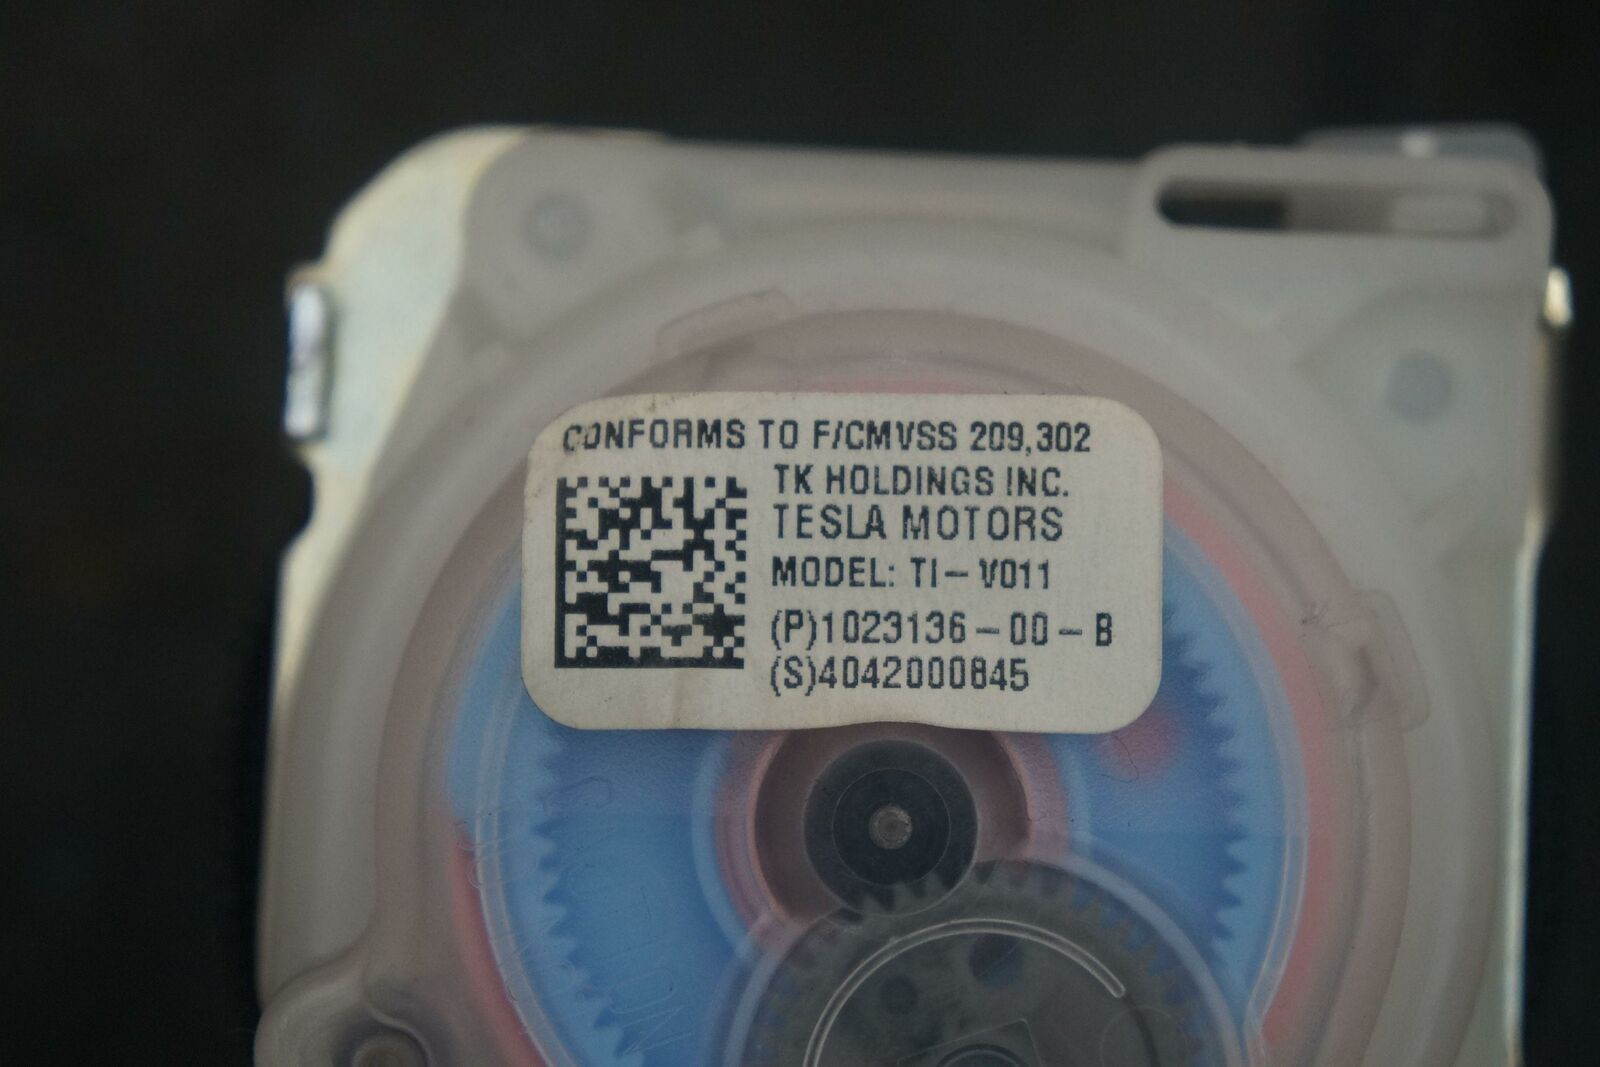 CONFORMS TO F/CMVSS 209,302
TK HOLDINGS INC.
TESLA MOTORS
MODEL: TI-V011
(P)1023136-00-B
(S)4042000845